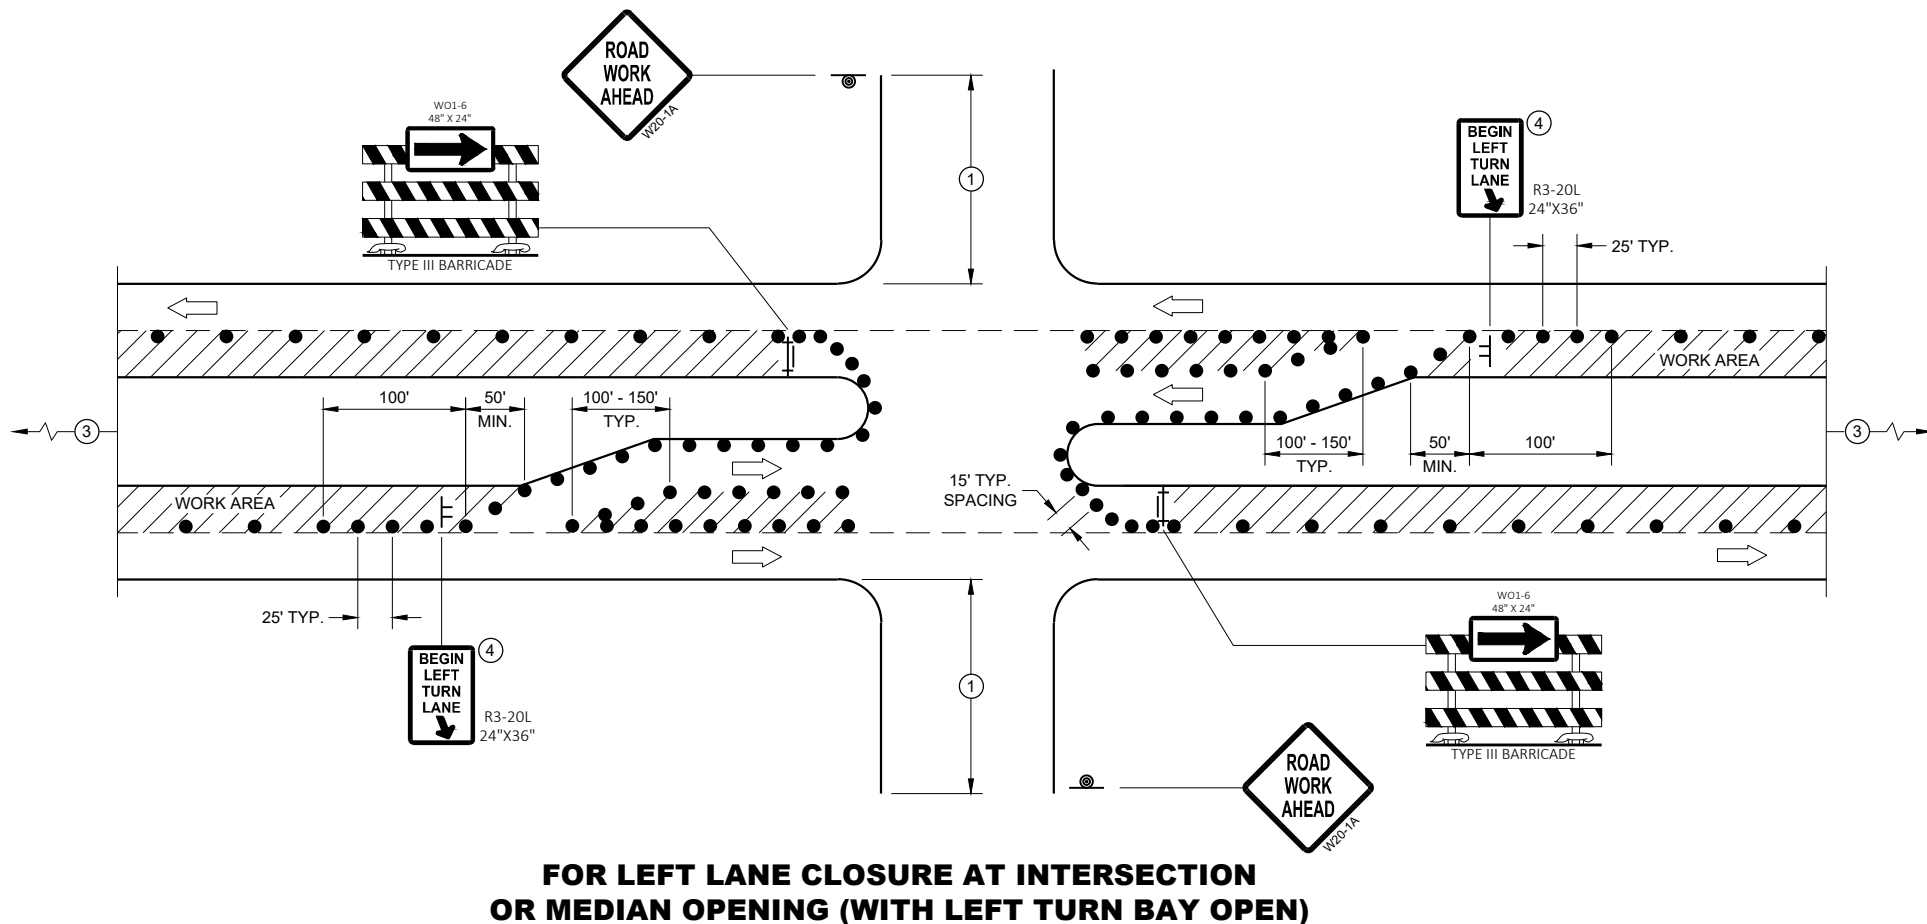 ROAD
WORK
AHEAD
W20-1A
WO1-6
48" X 24"
TYPE III BARRICADE
1
BEGIN
LEFT
TURN
LANE
4
R3-20L
24"X36"
25' TYP.
WORK AREA
100'
50'
MIN.
100' - 150'
TYP.
3
100' - 150'
TYP.
50'
MIN.
100'
3
15' TYP.
SPACING
WORK AREA
25' TYP.
BEGIN
LEFT
TURN
LANE
4
R3-20L
24"X36"
1
WO1-6
48" X 24"
TYPE III BARRICADE
ROAD
WORK
AHEAD
W20-1A
FOR LEFT LANE CLOSURE AT INTERSECTION
OR MEDIAN OPENING (WITH LEFT TURN BAY OPEN)